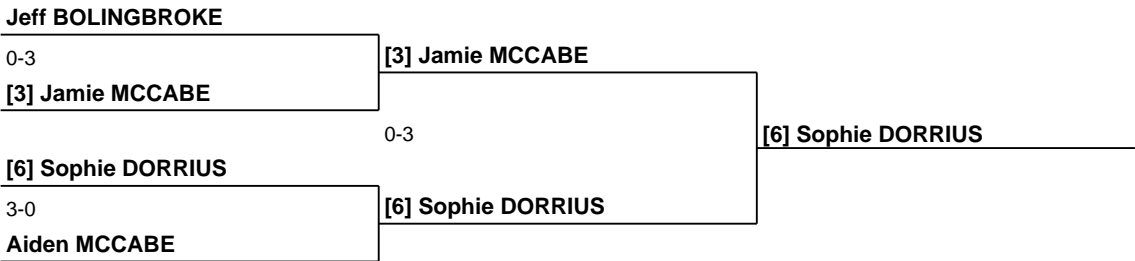 Jeff BOLINGBROKE
0-3
[3] Jamie MCCABE
[3] Jamie MCCABE
0-3
[6] Sophie DORRIUS
[6] Sophie DORRIUS
3-0
[6] Sophie DORRIUS
Aiden MCCABE